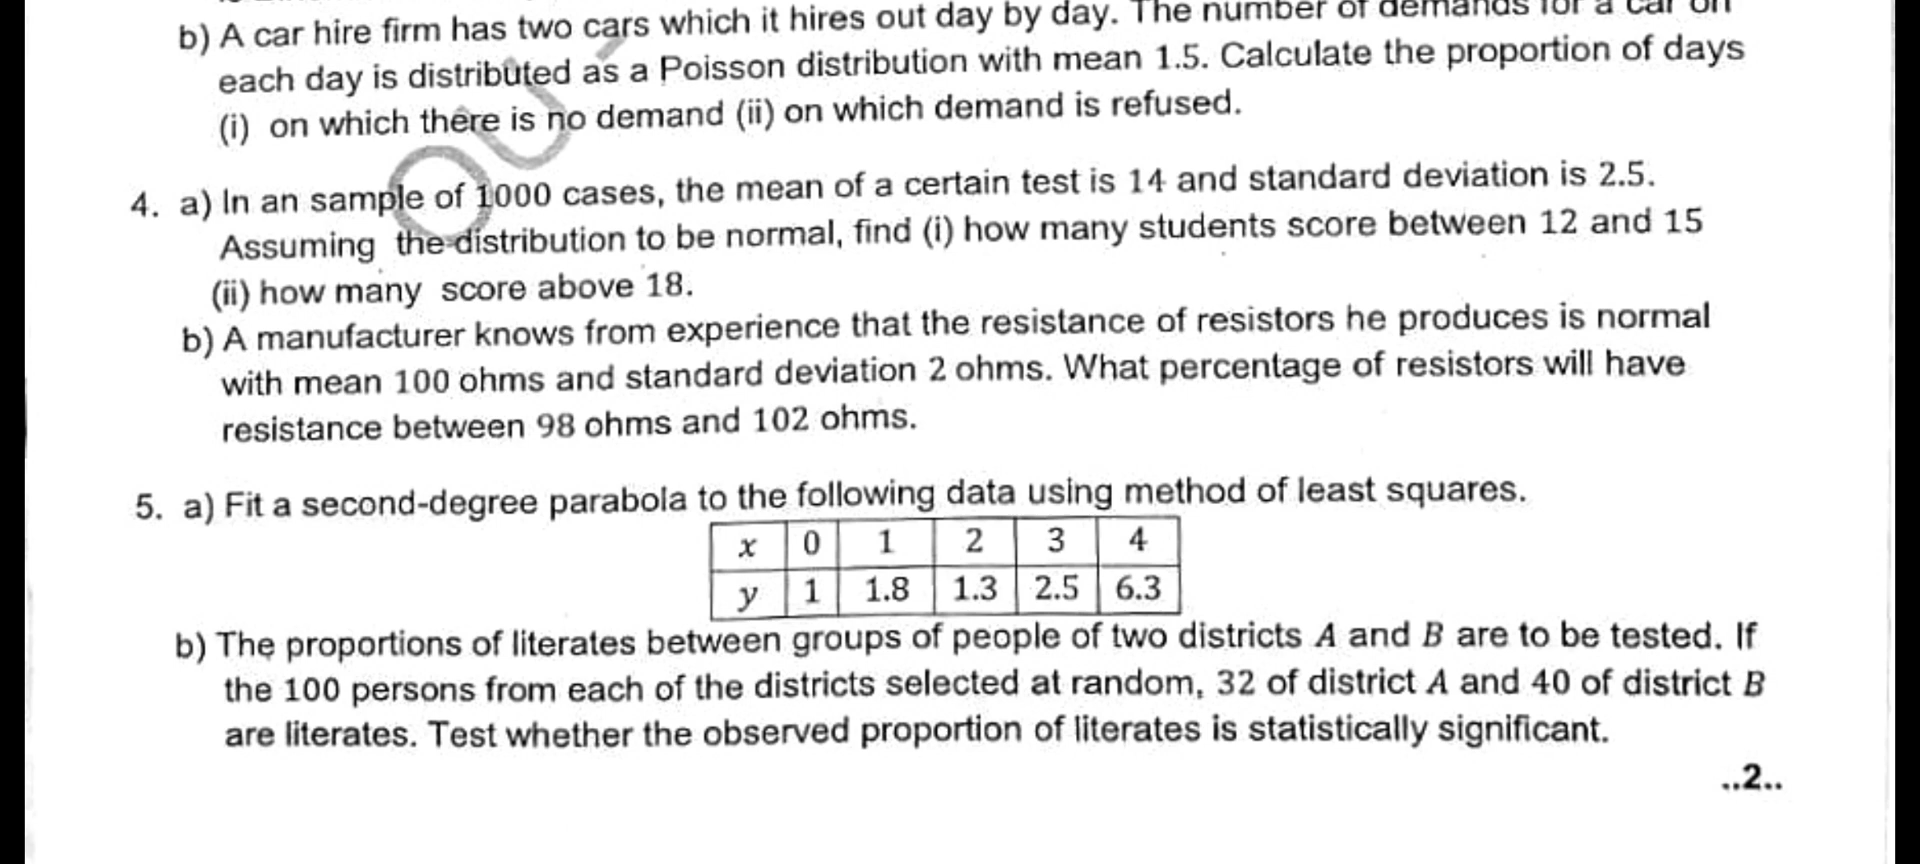 b) A car hire firm has two cars which it hires out day by day. The number of demands for a car on
each day is distributed as a Poisson distribution with mean 1.5. Calculate the proportion of days
(i) on which there is no demand (ii) on which demand is refused.
4. a) In an sample of 1000 cases, the mean of a certain test is 14 and standard deviation is 2.5.
Assuming the distribution to be normal, find (i) how many students score between 12 and 15
(ii) how many score above 18.
b) A manufacturer knows from experience that the resistance of resistors he produces is normal
with mean 100 ohms and standard deviation 2 ohms. What percentage of resistors will have
resistance between 98 ohms and 102 ohms.
5. a) Fit a second-degree parabola to the following data using method of least squares.
x 0 1 2 3 4
y 1 1.8 1.3 2.5 6.3
b) The proportions of literates between groups of people of two districts A and B are to be tested. If
the 100 persons from each of the districts selected at random, 32 of district A and 40 of district B
are literates. Test whether the observed proportion of literates is statistically significant.
..2..
OU -